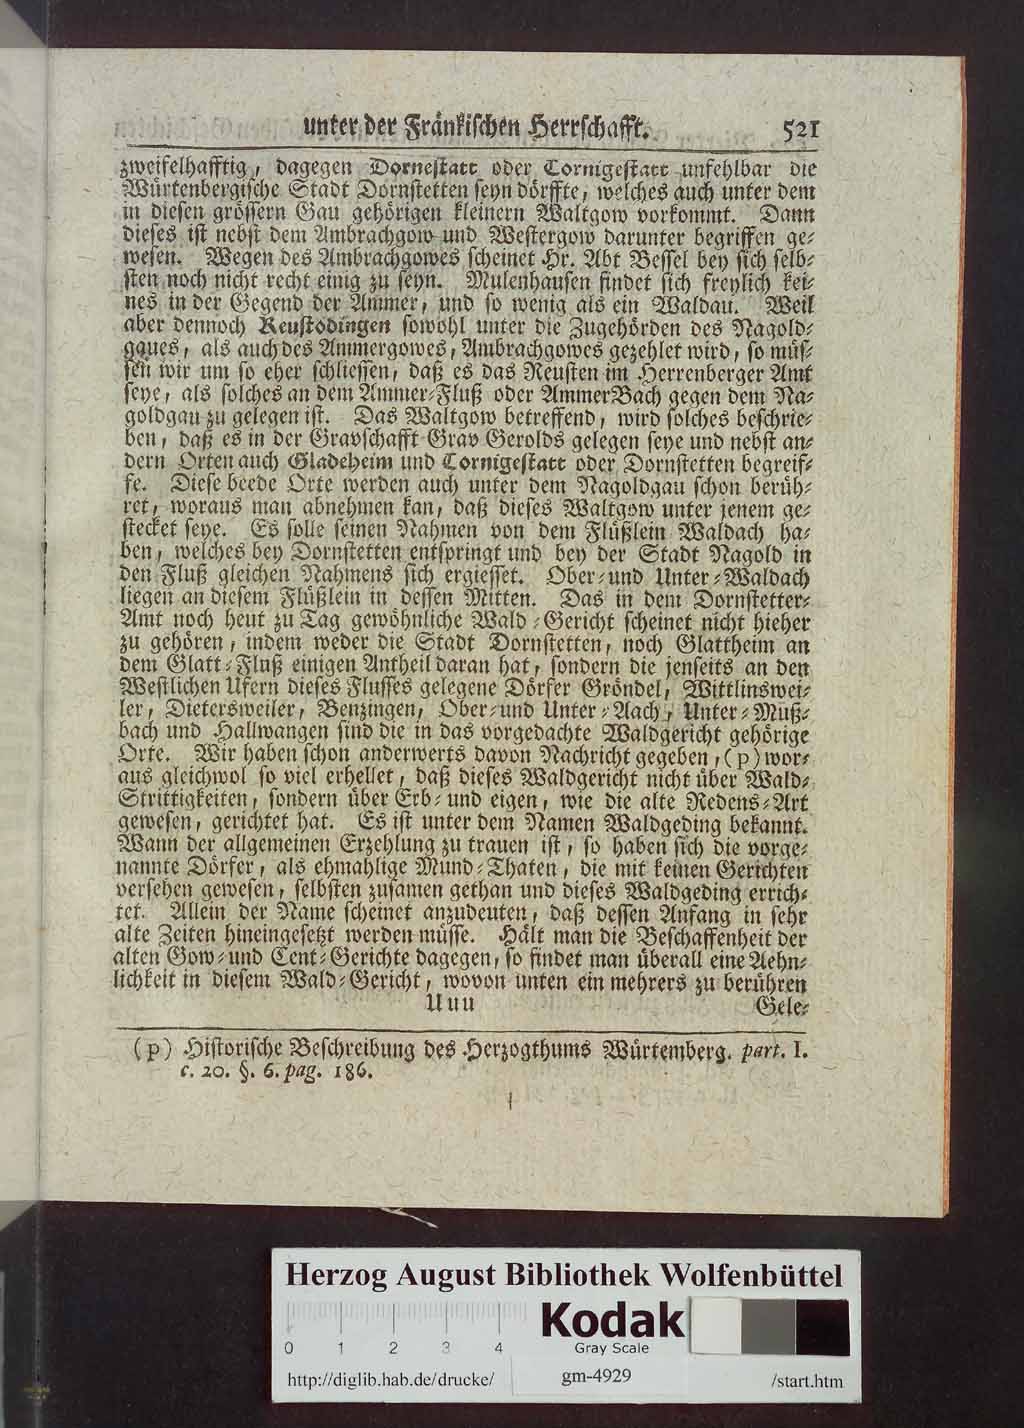 unter der Fränkischen Herrschafft. 521
zweifelhafftig, dagegen Dornestatt oder Tornigestatt unfehlbar die
Würtenbergische Stadt Dornstetten seyn dörffte, welches auch unter dem
in diesen grössern Gau gehörigen kleinern Waltgow vorkommt. Dann
dieses ist nebst dem Ambrachgow und Westergow darunter begriffen ge-
wesen. Wegen des Ambrachgowes scheinet Hr. Abt Bessel bey sich selb-
sten noch nicht recht einig zu seyn. Mulenhausen findet sich freylich kei-
nes in der Gegend der Ammer, und so wenig als ein Waldau. Weil
aber dennoch Reustodingen sowohl unter die Zugehörden des Nagold-
gaues, als auch des Ammergowes, Ambrachgowes gezehlet wird, so müs-
sen wir um so eher schliessen, daß es das Reusten im Herrenberger Amt
seye, als solches an dem Ammer-Fluß oder AmmerBach gegen dem Na-
goldgau zu gelegen ist. Das Waltgow betreffend, wird solches beschrie-
ben, daß es in der Gravschafft Grav Gerolds gelegen seye und nebst an-
dern Orten auch Gladeheim und Tornigestatt oder Dornstetten begreif-
fe. Diese beede Orte werden auch unter dem Nagoldgau schon berüh-
ret, woraus man abnehmen kan, daß dieses Waltgow unter jenem ge-
stecket seye. Es solle seinen Nahmen von dem Flüßlein Waldach ha-
ben, welches bey Dornstetten entspringt und bey der Stadt Nagold in
den Fluß gleichen Nahmens sich ergiesset. Ober- und Unter-Waldach
liegen an diesem Flüßlein in dessen Mitten. Das in dem Dornstetter-
Amt noch heut zu Tag gewöhnliche Wald-Gericht scheinet nicht hieher
zu gehören, indem weder die Stadt Dornstetten, noch Glattheim an
dem Glatt-Fluß einigen Antheil daran hat, sondern die jenseits an den
Westlichen Ufern dieses Flusses gelegene Dörfer Gröndel, Wittlinswei-
ler, Dietersweiler, Benzingen, Ober- und Unter-Aach, Unter-Muß-
bach und Hallwangen sind die in das vorgedachte Waldgericht gehörige
Orte. Wir haben schon anderwerts davon Nachricht gegeben, (p) wor-
aus gleichwol so viel erhellet, daß dieses Waldgericht nicht über Wald-
Strittigkeiten, sondern über Erb- und eigen, wie die alte Redens-Art
gewesen, gerichtet hat. Es ist unter dem Namen Waldgeding bekannt.
Wann der allgemeinen Erzehlung zu trauen ist, so haben sich die vorge-
nannte Dörfer, als ehmahlige Mund-Thaten, die mit keinen Gerichten
versehen gewesen, selbsten zusamen gethan und dieses Waldgeding errich-
tet. Allein der Name scheinet anzudeuten, daß dessen Anfang in sehr
alte Zeiten hineingesetzt werden müsse. Hält man die Beschaffenheit der
alten Gow- und Cent-Gerichte dagegen, so findet man überall eine Aehn-
lichkeit in diesem Wald-Gericht, wovon unten ein mehrers zu berühren
Uuu Gele-
(p) Historische Beschreibung des Herzogthums Würtemberg. part. I.
c. 20. §. 6. pag. 186.
Herzog August Bibliothek Wolfenbüttel
Kodak
0 1 2 3 4 Gray Scale
http://diglib.hab.de/drucke/ gm-4929 /start.htm